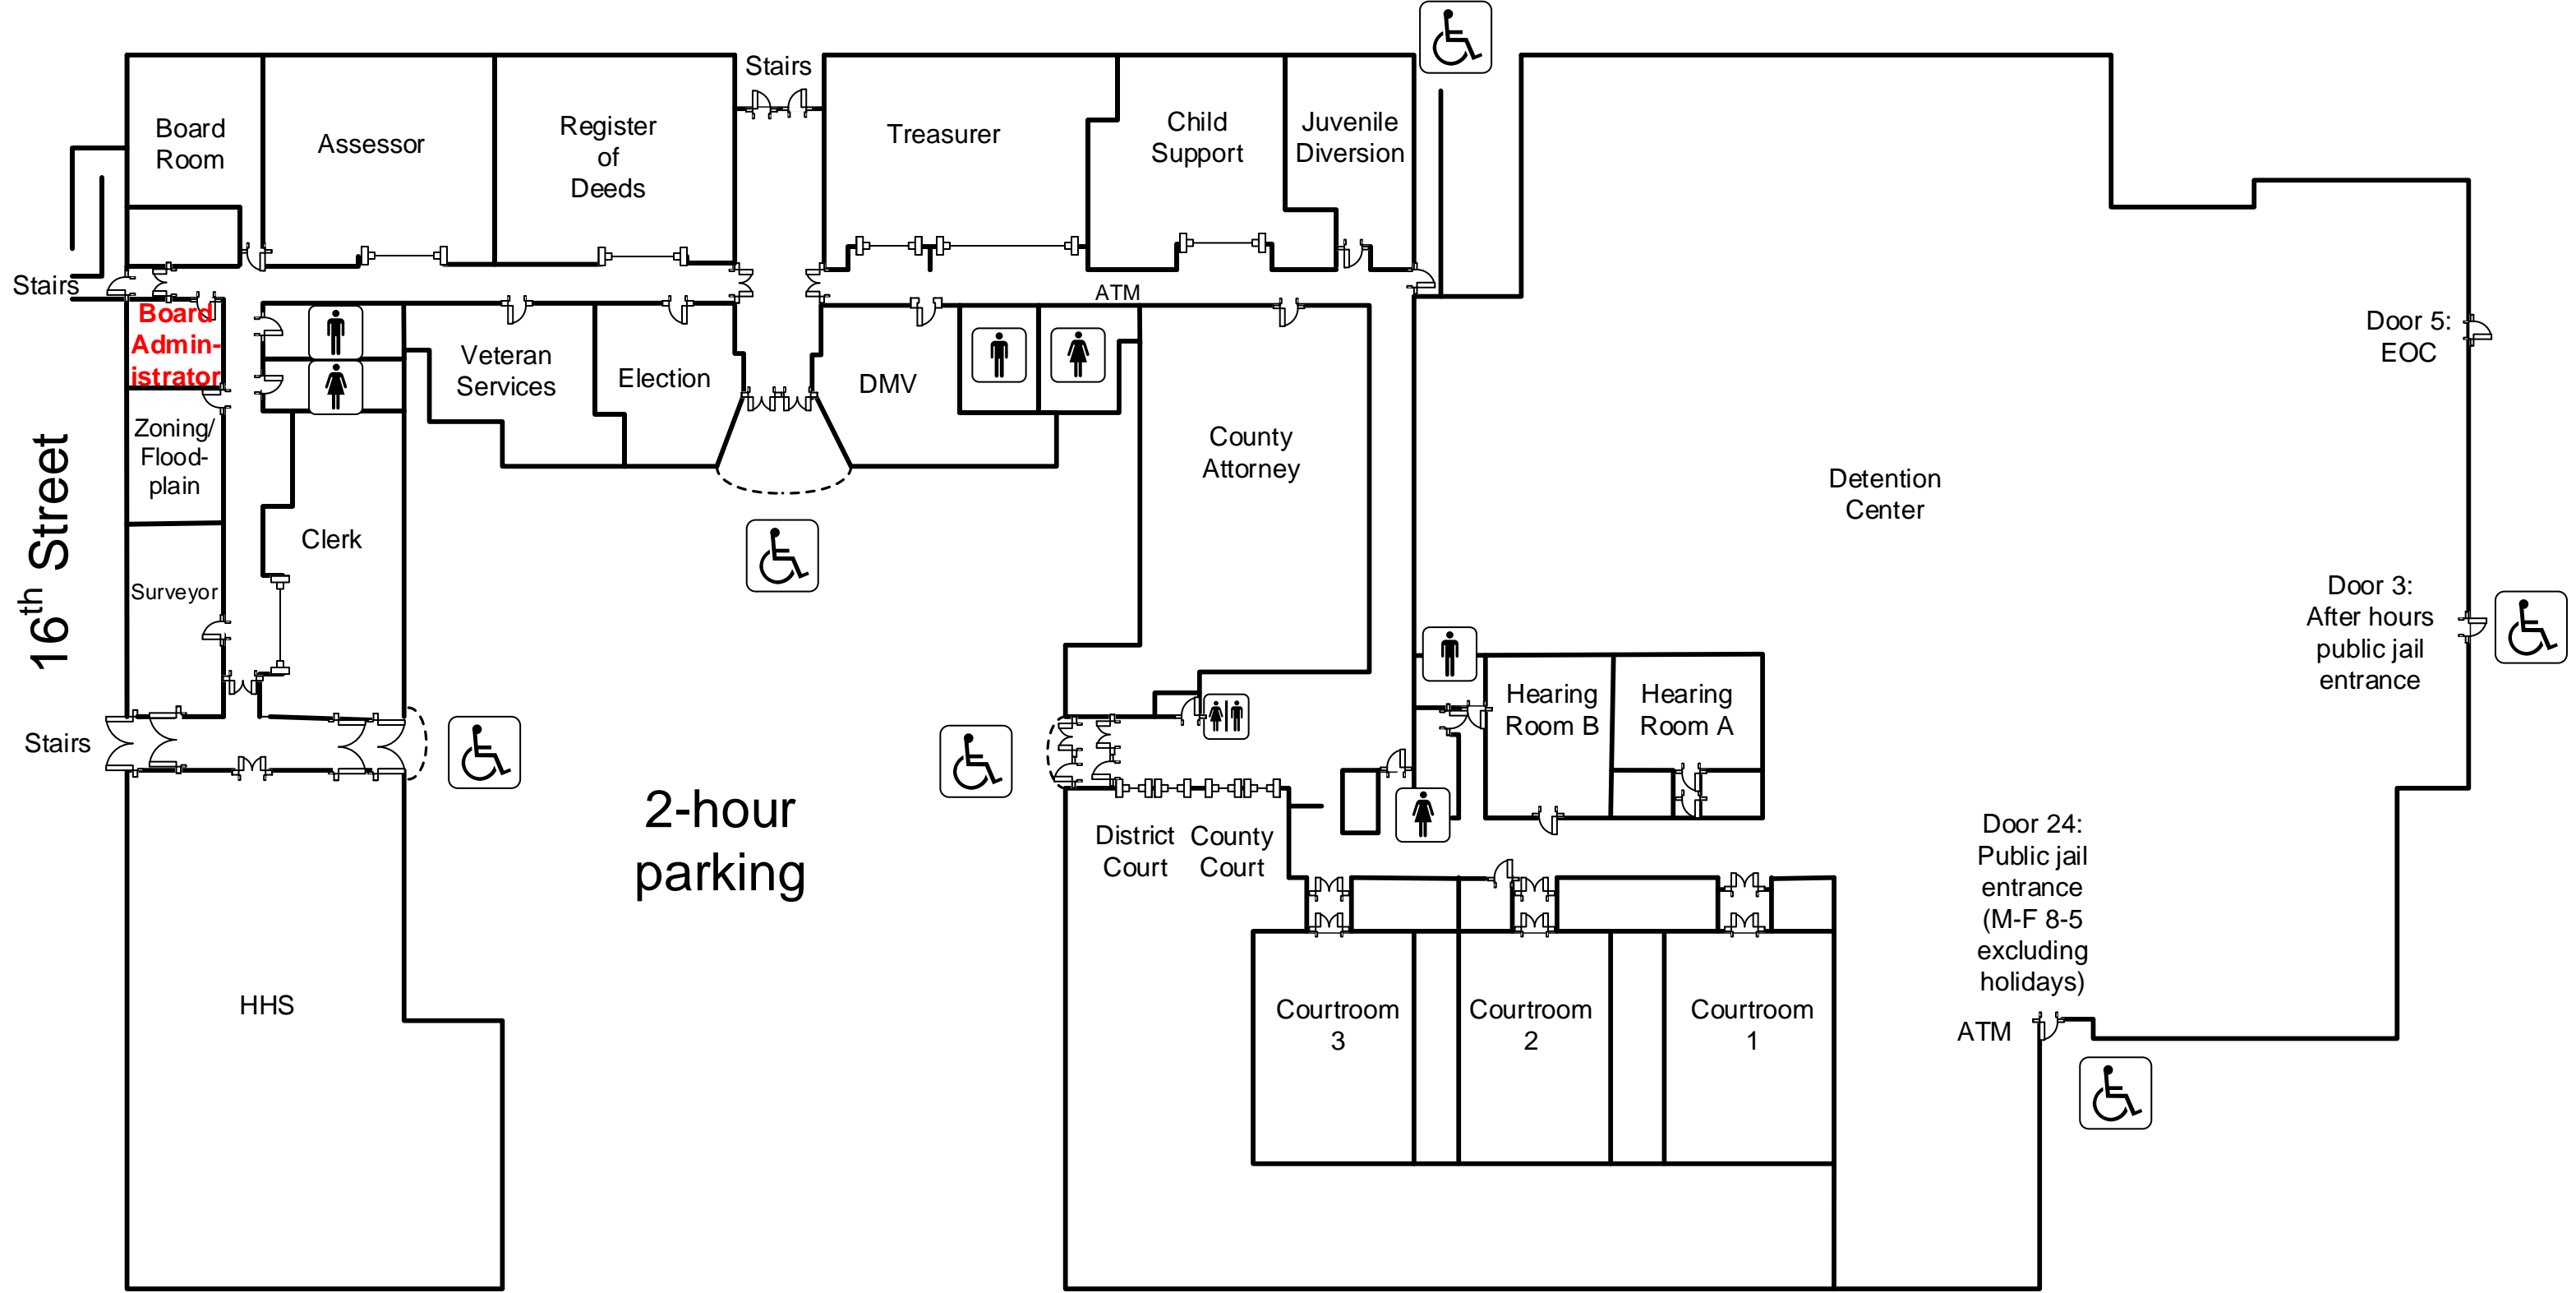 Stairs
Board
Room
Assessor
Register
of
Deeds
Treasurer
Child
Support
Juvenile
Diversion
Stairs
ATM
Board
Admin-
istrator
Veteran
Services
Election
DMV
Door 5:
EOC
Zoning/
Flood-
plain
County
Attorney
Detention
Center
16th Street
Clerk
Surveyor
Door 3:
After hours
public jail
entrance
Hearing
Room B
Hearing
Room A
Stairs
2-hour
parking
District
Court
County
Court
Door 24:
Public jail
entrance
(M-F 8-5
excluding
holidays)
HHS
Courtroom
3
Courtroom
2
Courtroom
1
ATM